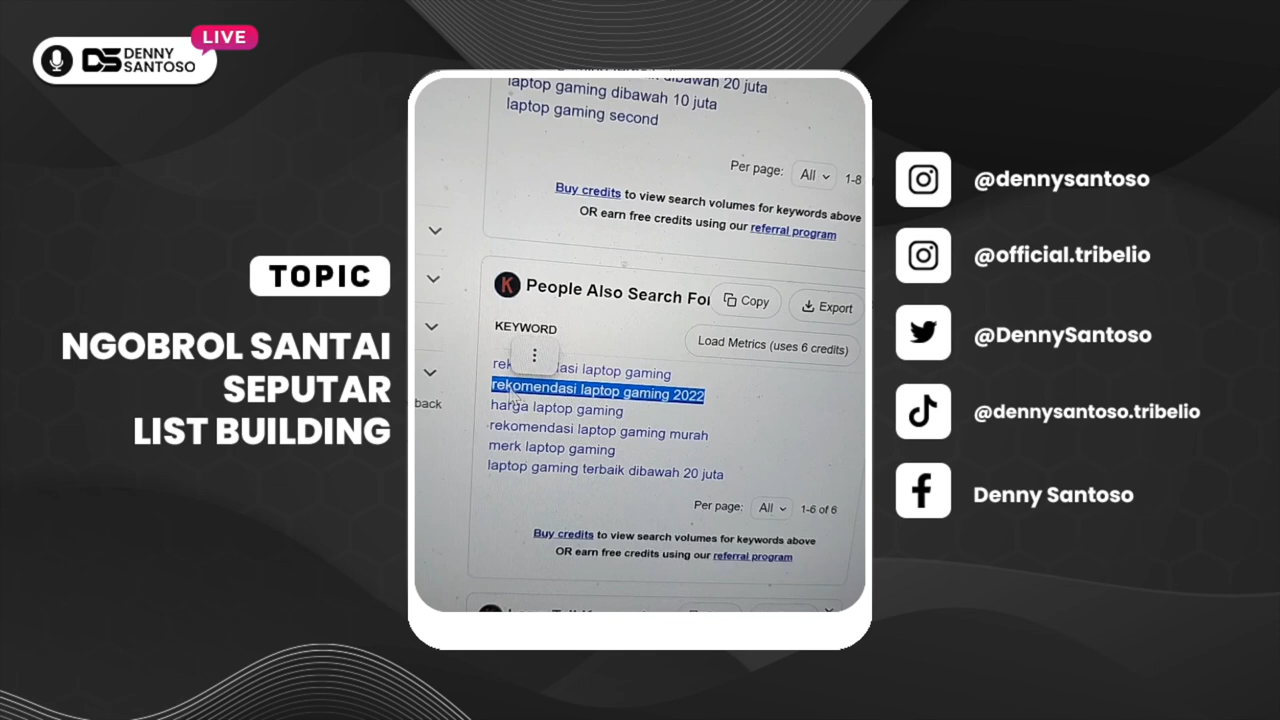 LIVE
DS DENNY
SANTOSO
TOPIC
NGOBROL SANTAI
SEPUTAR
LIST BUILDING
dibawah 20 juta
laptop gaming dibawah 10 juta
laptop gaming second
Per page: All 1-8
Buy credits to view search volumes for keywords above
OR earn free credits using our referral program
K People Also Search For
Copy
Export
KEYWORD
Load Metrics (uses 6 credits)
laptop gaming
rekomendasi laptop gaming 2022
harga laptop gaming
rekomendasi laptop gaming murah
merk laptop gaming
laptop gaming terbaik dibawah 20 juta
back
Per page: All 1-6 of 6
Buy credits to view search volumes for keywords above
OR earn free credits using our referral program
@dennysantoso
@official.tribelio
@DennySantoso
@dennysantoso.tribelio
Denny Santoso